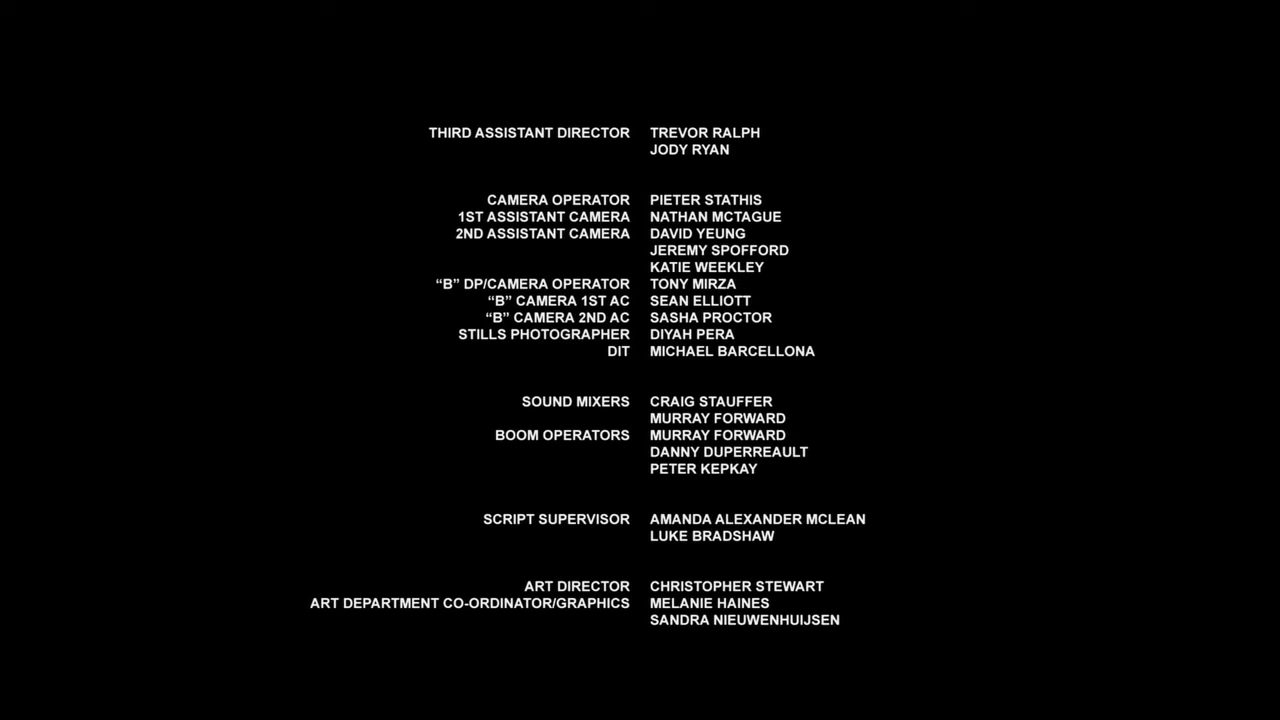 THIRD ASSISTANT DIRECTOR TREVOR RALPH
JODY RYAN
CAMERA OPERATOR PIETER STATHIS
1ST ASSISTANT CAMERA NATHAN MCTAGUE
2ND ASSISTANT CAMERA DAVID YEUNG
JEREMY SPOFFORD
KATIE WEEKLEY
“B” DP/CAMERA OPERATOR TONY MIRZA
“B” CAMERA 1ST AC SEAN ELLIOTT
“B” CAMERA 2ND AC SASHA PROCTOR
STILLS PHOTOGRAPHER DIYAH PERA
DIT MICHAEL BARCELLONA
SOUND MIXERS CRAIG STAUFFER
MURRAY FORWARD
BOOM OPERATORS MURRAY FORWARD
DANNY DUPERREAULT
PETER KEPKAY
SCRIPT SUPERVISOR AMANDA ALEXANDER MCLEAN
LUKE BRADSHAW
ART DIRECTOR CHRISTOPHER STEWART
ART DEPARTMENT CO-ORDINATOR/GRAPHICS MELANIE HAINES
SANDRA NIEUWENHUIJSEN